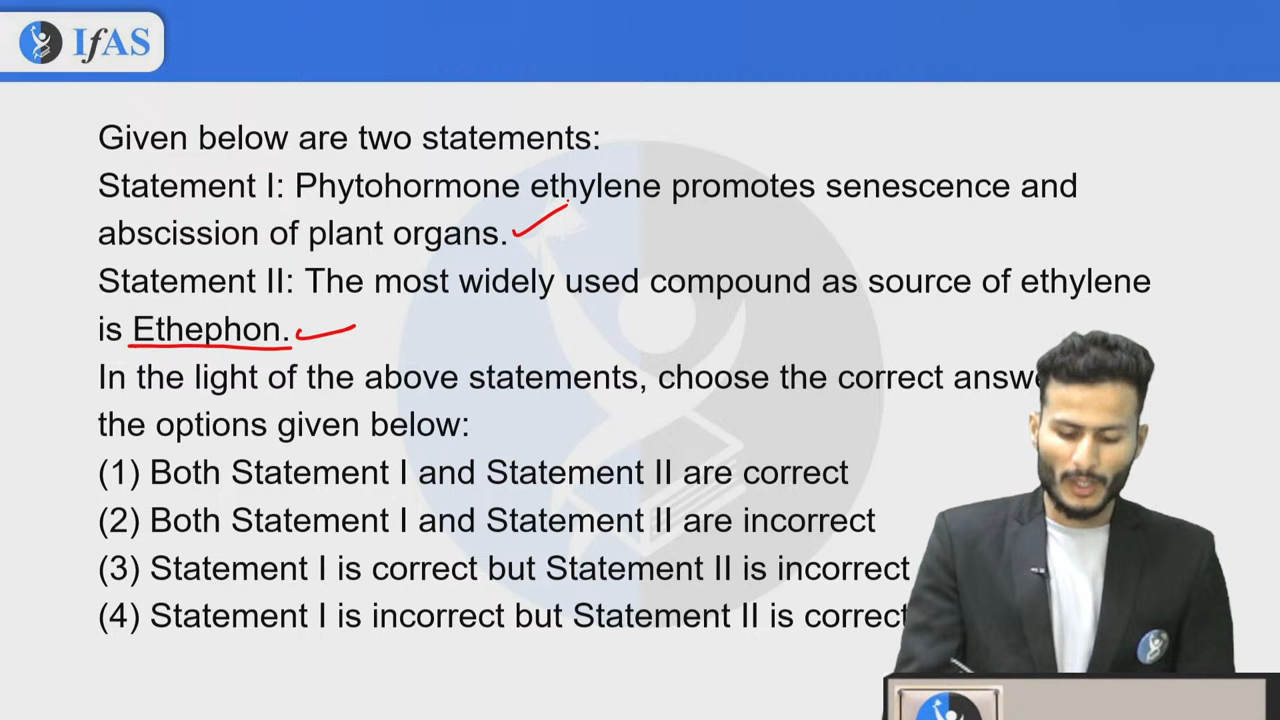 IfAS
Given below are two statements:
Statement I: Phytohormone ethylene promotes senescence and
abscission of plant organs.
Statement II: The most widely used compound as source of ethylene
is Ethephon.
In the light of the above statements, choose the correct
the options given below:
(1) Both Statement I and Statement II are correct
(2) Both Statement I and Statement II are incorrect
(3) Statement I is correct but Statement II is incorrect
(4) Statement I is incorrect but Statement II is correct